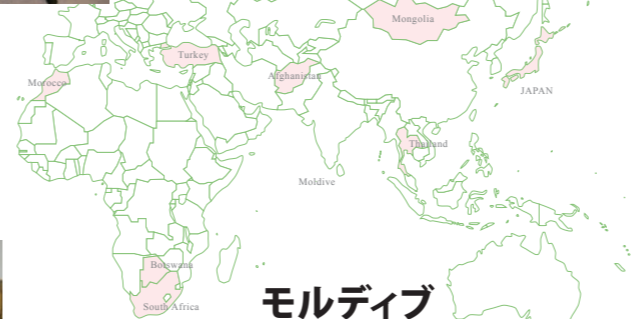 Mongolia
Turkey
Afghanistan
Morocco
JAPAN
Thailand
Moldive
Botswana
South Africa
モルディブ